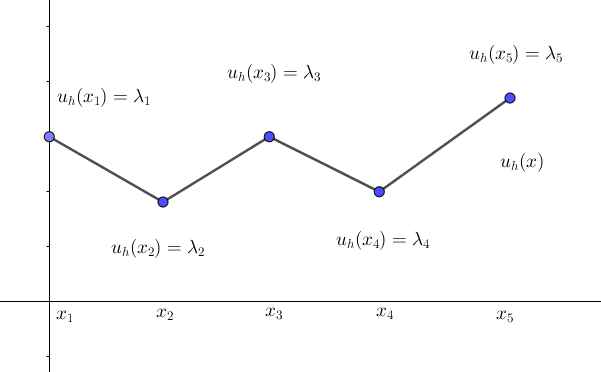 u_h(x_5) = λ_5
u_h(x_3) = λ_3
u_h(x_1) = λ_1
u_h(x)
u_h(x_4) = λ_4
u_h(x_2) = λ_2
x_1 x_2 x_3 x_4 x_5